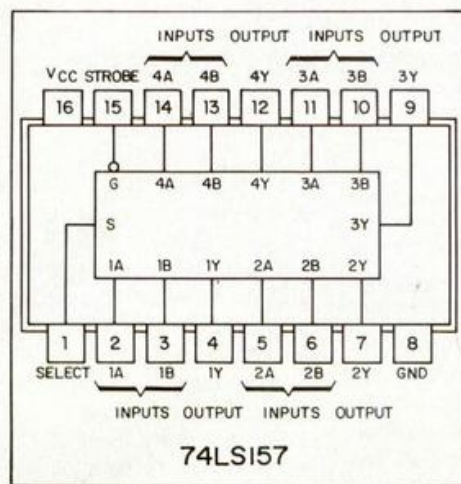 INPUTS OUTPUT INPUTS OUTPUT
VCC STROBE 4A 4B 4Y 3A 3B 3Y
16 15 14 13 12 11 10 9
G 4A 4B 4Y 3A 3B
S 3Y
1A 1B 1Y 2A 2B 2Y
1 2 3 4 5 6 7 8
SELECT 1A 1B 1Y 2A 2B 2Y GND
INPUTS OUTPUT INPUTS OUTPUT
74LS157